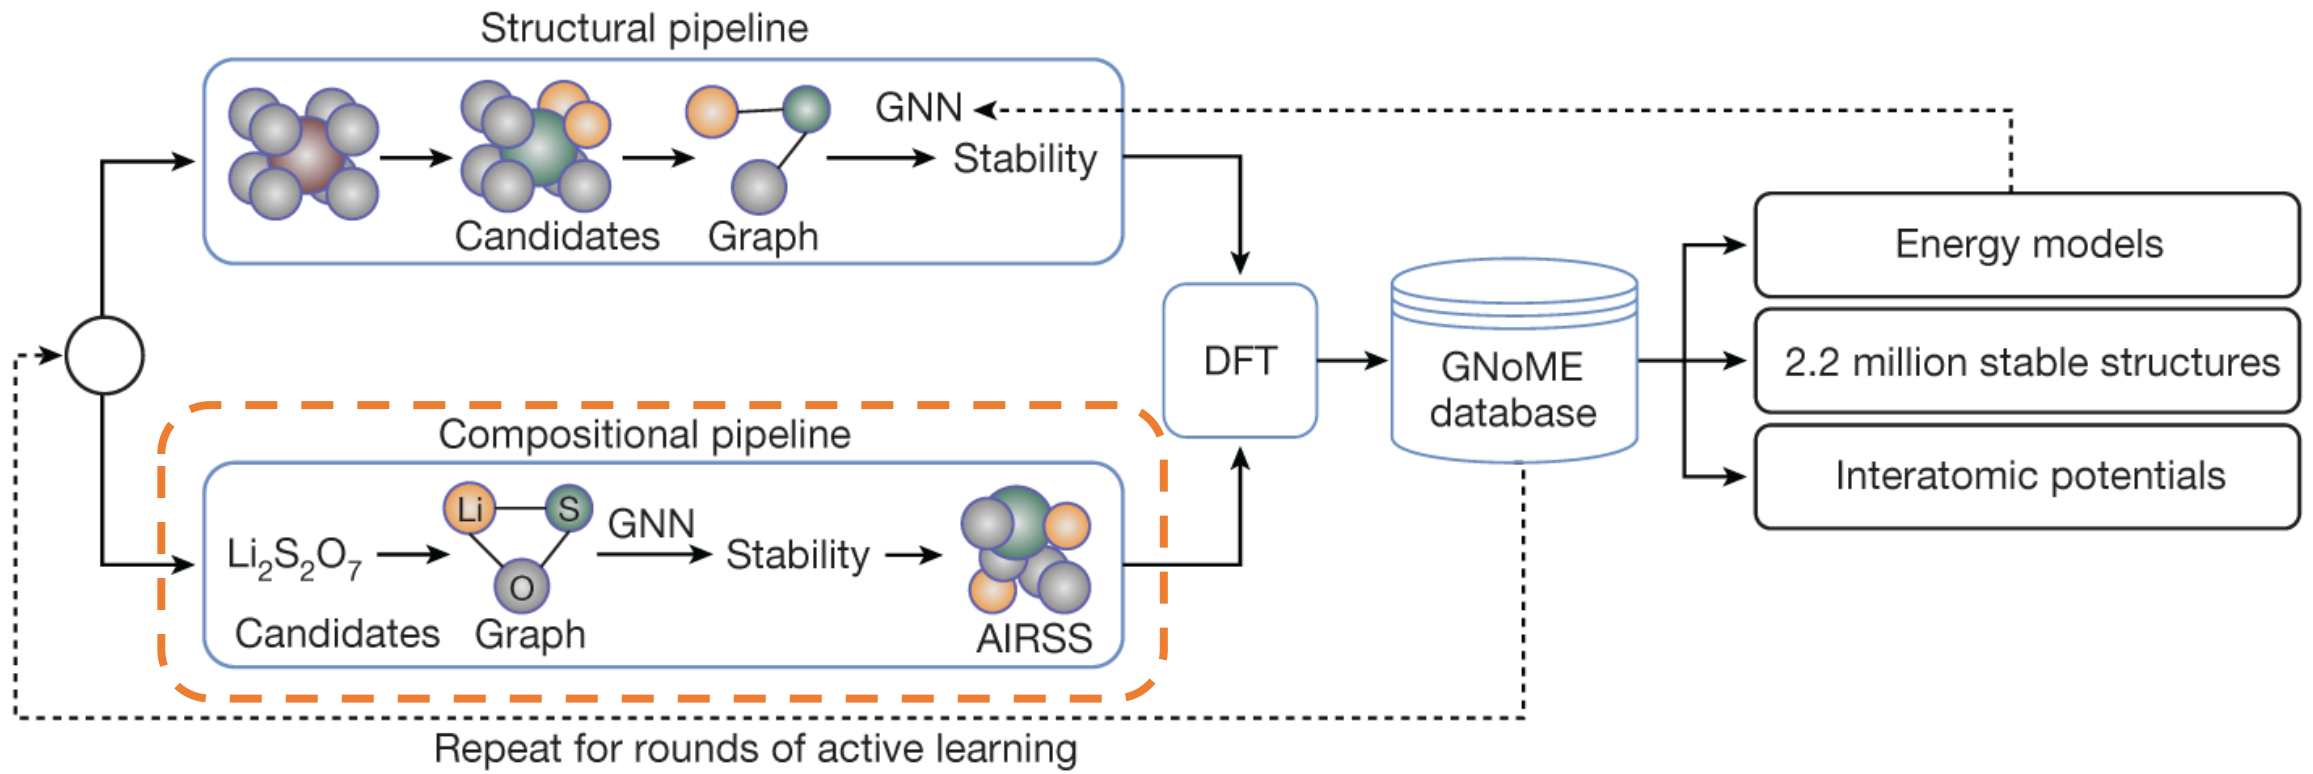 Structural pipeline
GNN
Stability
Candidates
Graph
Energy models
DFT
GNoME
database
2.2 million stable structures
Interatomic potentials
Compositional pipeline
Li
S
O
Li₂S₂O₇
GNN
Stability
Candidates
Graph
AIRSS
Repeat for rounds of active learning